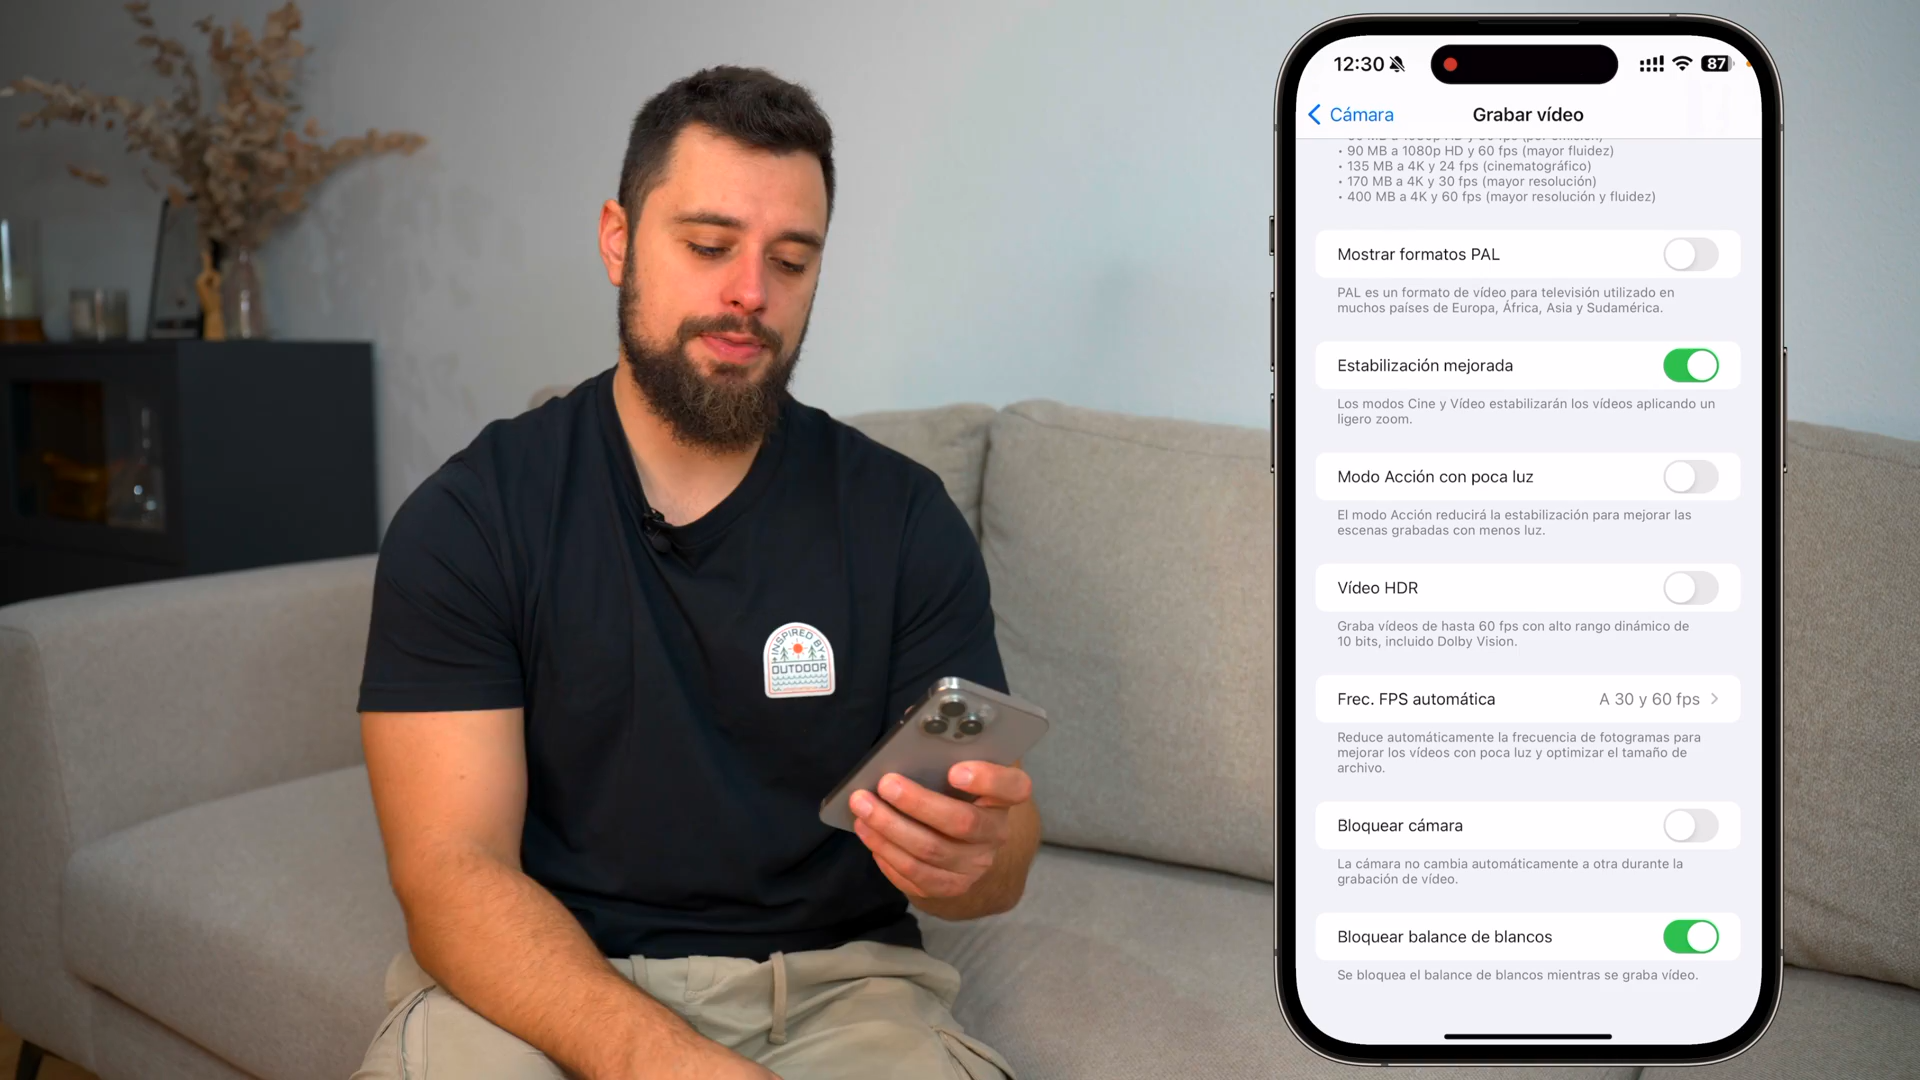 12:30
87
Cámara
Grabar vídeo
• 90 MB a 1080p HD y 60 fps (mayor fluidez)
• 135 MB a 4K y 24 fps (cinematográfico)
• 170 MB a 4K y 30 fps (mayor resolución)
• 400 MB a 4K y 60 fps (mayor resolución y fluidez)
Mostrar formatos PAL
PAL es un formato de vídeo para televisión utilizado en
muchos países de Europa, África, Asia y Sudamérica.
Estabilización mejorada
Los modos Cine y Vídeo estabilizarán los vídeos aplicando un
ligero zoom.
Modo Acción con poca luz
El modo Acción reducirá la estabilización para mejorar las
escenas grabadas con menos luz.
Vídeo HDR
Graba vídeos de hasta 60 fps con alto rango dinámico de
10 bits, incluido Dolby Vision.
Frec. FPS automática
A 30 y 60 fps
Reduce automáticamente la frecuencia de fotogramas para
mejorar los vídeos con poca luz y optimizar el tamaño de
archivo.
Bloquear cámara
La cámara no cambia automáticamente a otra durante la
grabación de vídeo.
Bloquear balance de blancos
Se bloquea el balance de blancos mientras se graba vídeo.
INSPIRED BY
OUTDOOR